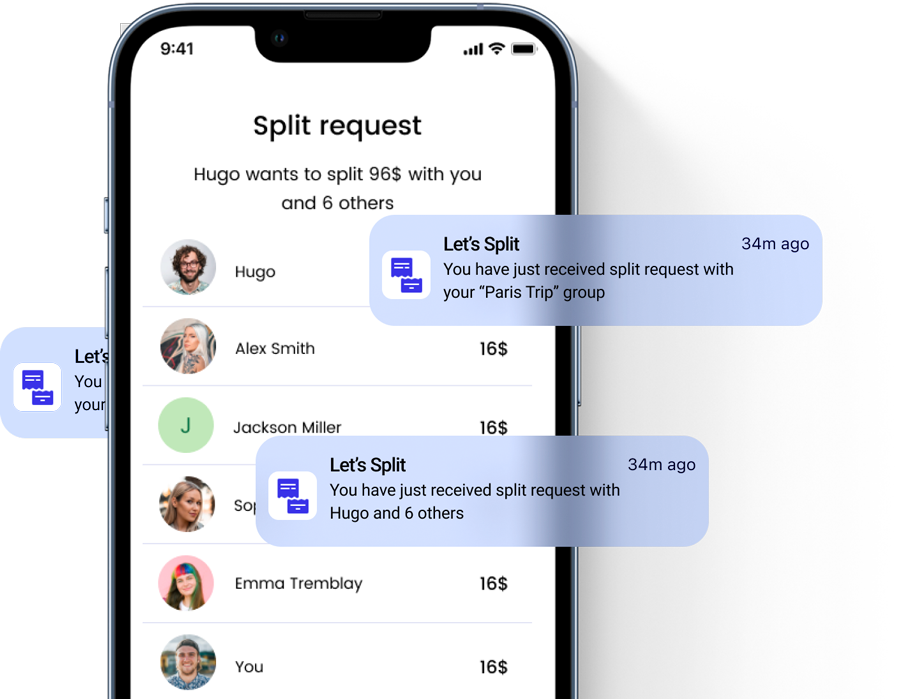 9:41
Split request
Hugo wants to split 96$ with you
and 6 others
Hugo
Let's Split 34m ago
You have just received split request with
your “Paris Trip” group
Alex Smith 16$
Let's
You
your
J
Jackson Miller 16$
Let's Split 34m ago
You have just received split request with
Hugo and 6 others
Emma Tremblay 16$
You 16$